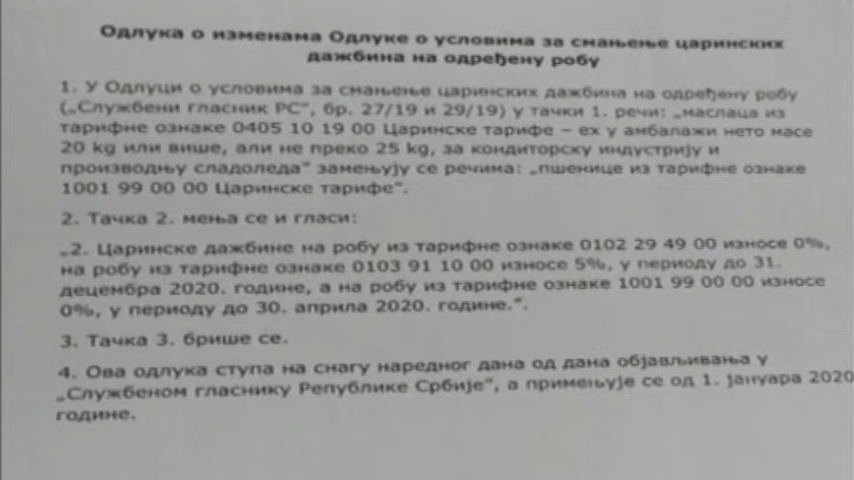 Одлука о изменама Одлуке о условима за смањење царинских
дажбина на одређену робу
1. У Одлуци о условима за смањење царинских дажбина на одређену робу
(„Службени гласник РС“, бр. 27/19 и 29/19) у тачки 1. речи: „маслаца из
тарифне ознаке 0405 10 19 00 Царинске тарифе – ex у амбалажи нето масе
20 kg или више, али не преко 25 kg, за кондиторску индустрију и
производњу сладоледа“ замењују се речима: „пшенице из тарифне ознаке
1001 99 00 00 Царинске тарифе“.
2. Тачка 2. мења се и гласи:
„2. Царинске дажбине на робу из тарифне ознаке 0102 29 49 00 износе 0%,
на робу из тарифне ознаке 0103 91 10 00 износе 5%, у периоду до 31.
децембра 2020. године, а на робу из тарифне ознаке 1001 99 00 00 износе
0%, у периоду до 30. априла 2020. године.“.
3. Тачка 3. брише се.
4. Ова одлука ступа на снагу наредног дана од дана објављивања у
„Службеном гласнику Републике Србије“, а примењује се од 1. јануара 2020
године.